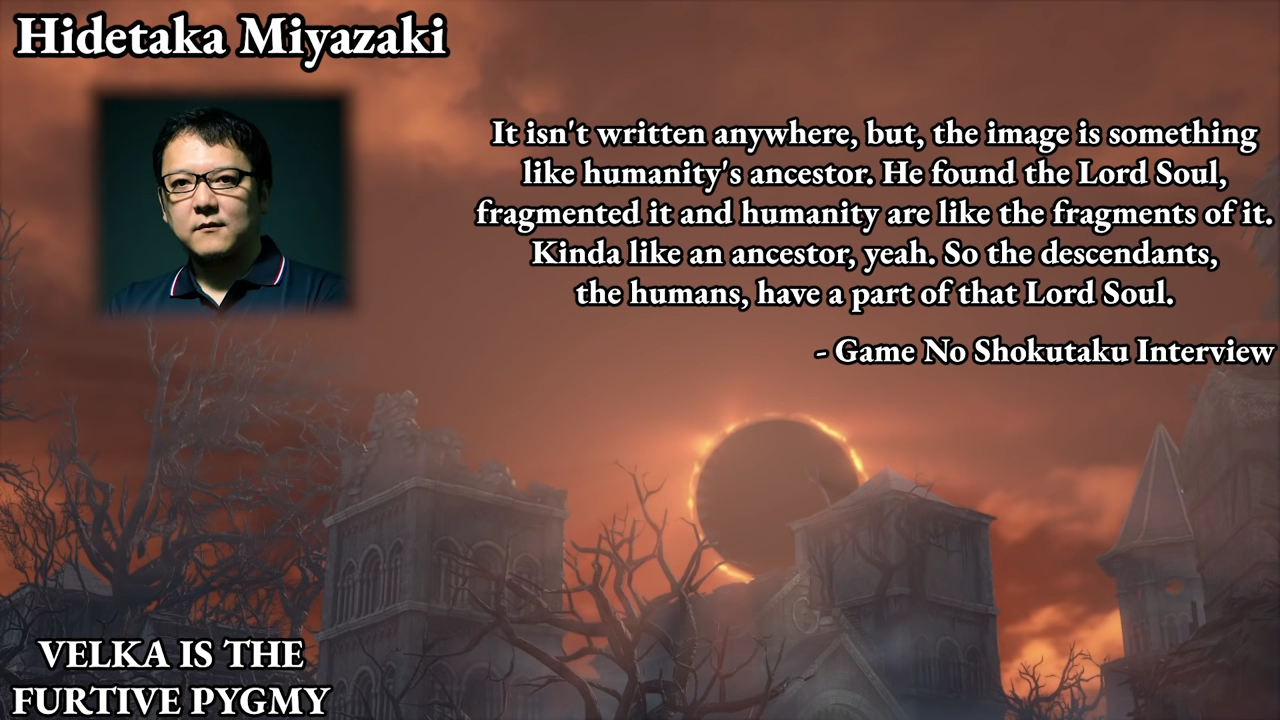 Hidetaka Miyazaki
It isn't written anywhere, but, the image is something
like humanity's ancestor. He found the Lord Soul,
fragmented it and humanity are like the fragments of it.
Kinda like an ancestor, yeah. So the descendants,
the humans, have a part of that Lord Soul.
- Game No Shokutaku Interview
VELKA IS THE
FURTIVE PYGMY